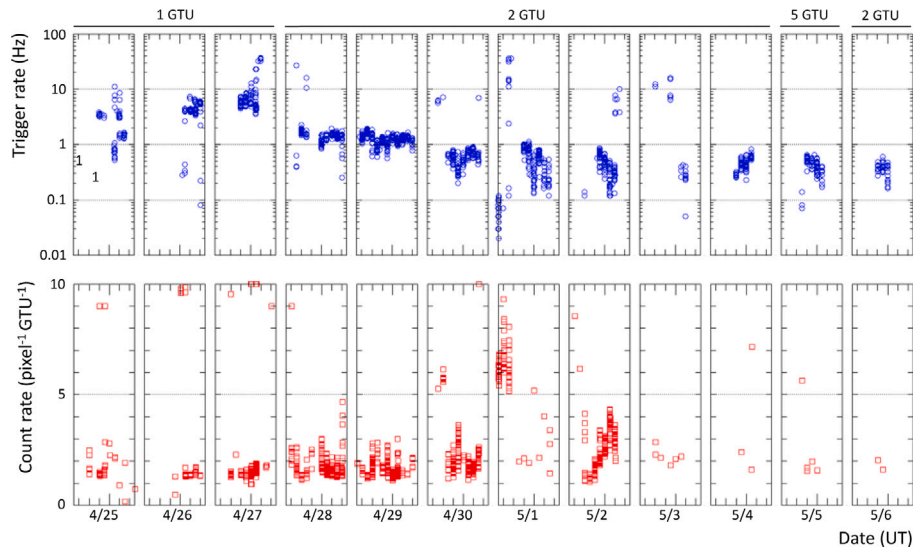 1 GTU 2 GTU 5 GTU 2 GTU
Trigger rate (Hz)
100
10
1
0.1
0.01
1
1
Count rate (pixel-1 GTU-1)
10
5
0
4/25 4/26 4/27 4/28 4/29 4/30 5/1 5/2 5/3 5/4 5/5 5/6
Date (UT)